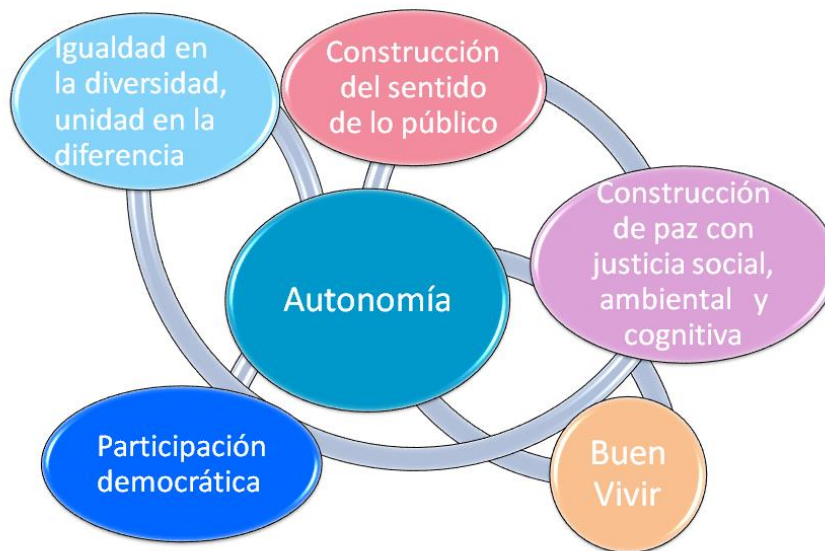 Igualdad en
la diversidad,
unidad en la
diferencia
Construcción
del sentido
de lo público
Construcción
de paz con
justicia social,
ambiental y
cognitiva
Autonomía
Participación
democrática
Buen
Vivir